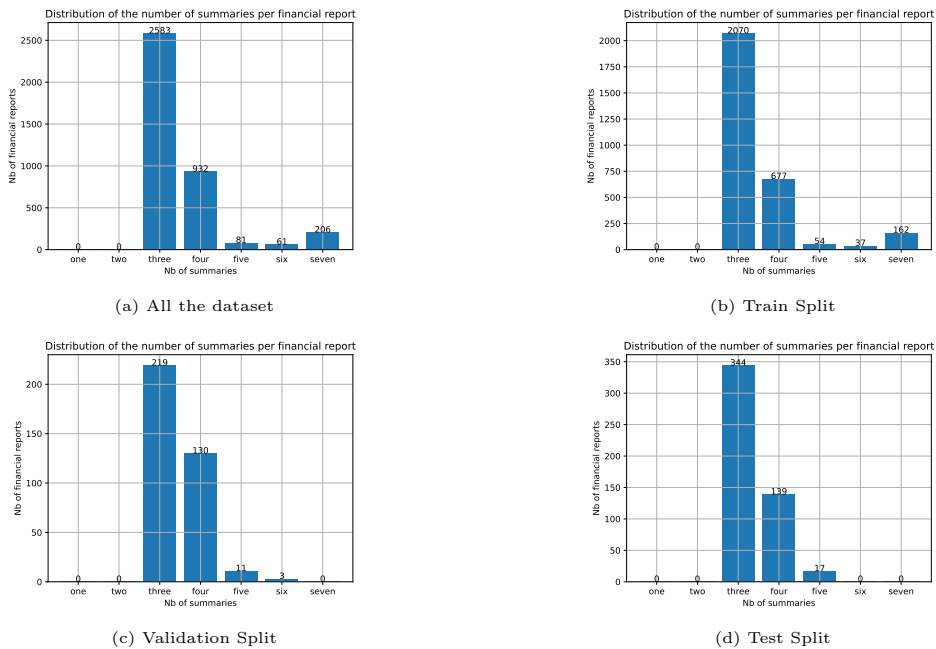 Distribution of the number of summaries per financial report
2583
932
81
61
206
0
0
2500
2000
1500
1000
500
0
Nb of financial reports
one two three four five six seven
Nb of summaries
(a) All the dataset
Distribution of the number of summaries per financial report
2070
677
54
37
162
0
0
2000
1750
1500
1250
1000
750
500
250
0
Nb of financial reports
one two three four five six seven
Nb of summaries
(b) Train Split
Distribution of the number of summaries per financial report
219
130
11
3
0
0
0
200
150
100
50
0
Nb of financial reports
one two three four five six seven
Nb of summaries
(c) Validation Split
Distribution of the number of summaries per financial report
344
139
17
0
0
0
0
350
300
250
200
150
100
50
0
Nb of financial reports
one two three four five six seven
Nb of summaries
(d) Test Split